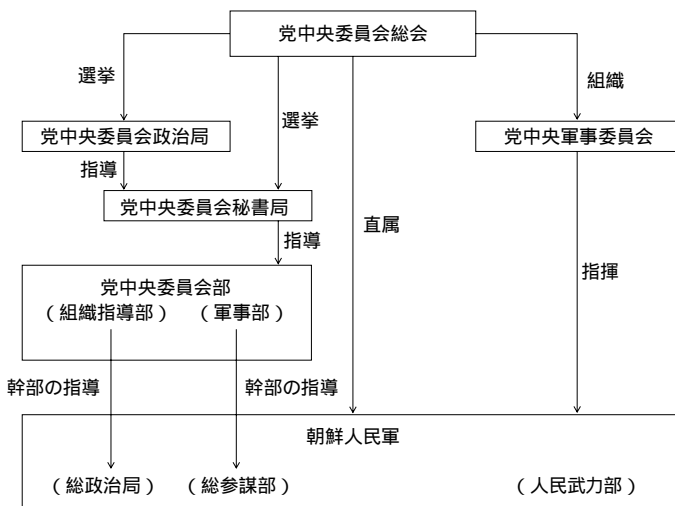 党中央委員会総会
選挙
組織
党中央委員会政治局
選挙
党中央軍事委員会
指導
党中央委員会秘書局
直属
指導
指揮
党中央委員会部
（組織指導部）　（軍事部）
幹部の指導
幹部の指導
朝鮮人民軍
（総政治局）　（総参謀部）　（人民武力部）